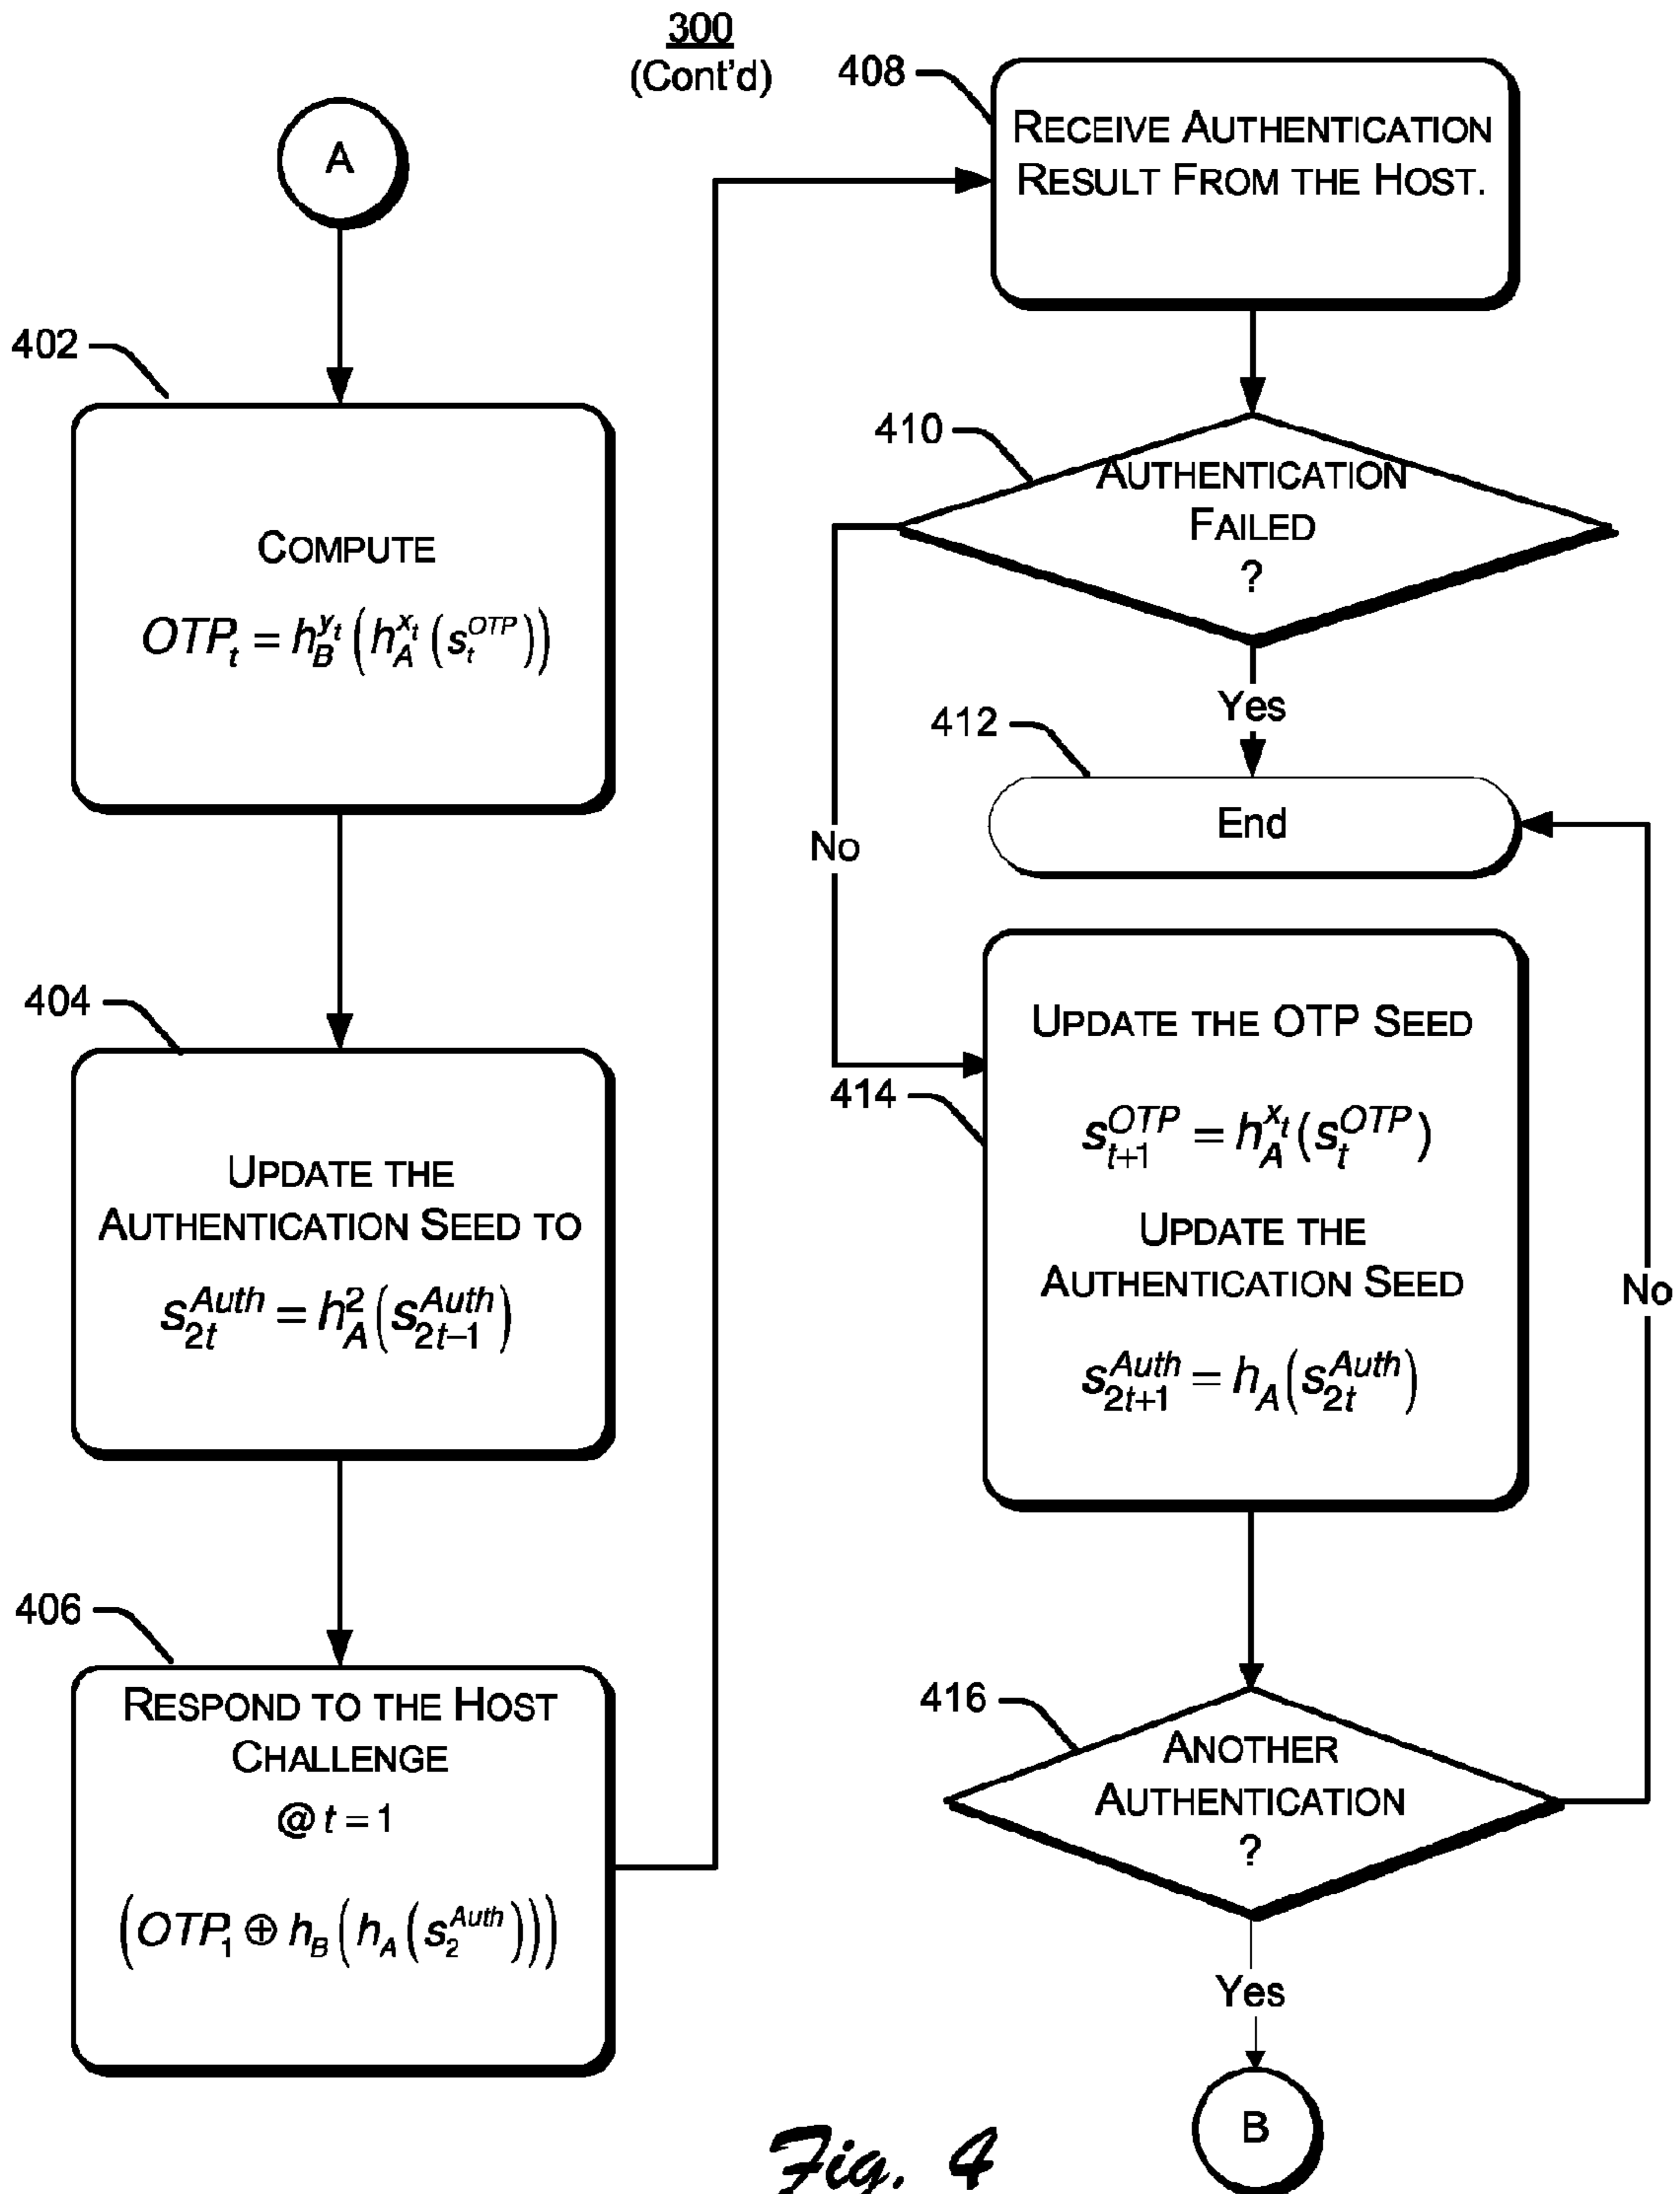 300
(Cont'd)
A
402
COMPUTE
OTP_t = h_B^{y_t}(h_A^{x_t}(s_t^{OTP}))
404
UPDATE THE
AUTHENTICATION SEED TO
s_{2t}^{Auth} = h_A^2(s_{2t-1}^{Auth})
406
RESPOND TO THE HOST
CHALLENGE
@ t = 1
(OTP_1 ⊕ h_B(h_A(s_2^{Auth})))
408
RECEIVE AUTHENTICATION
RESULT FROM THE HOST.
410
AUTHENTICATION
FAILED
?
Yes
No
412
End
414
UPDATE THE OTP SEED
s_{t+1}^{OTP} = h_A^{x_t}(s_t^{OTP})
UPDATE THE
AUTHENTICATION SEED
s_{2t+1}^{Auth} = h_A(s_{2t}^{Auth})
416
ANOTHER
AUTHENTICATION
?
No
Yes
B
Fig. 4